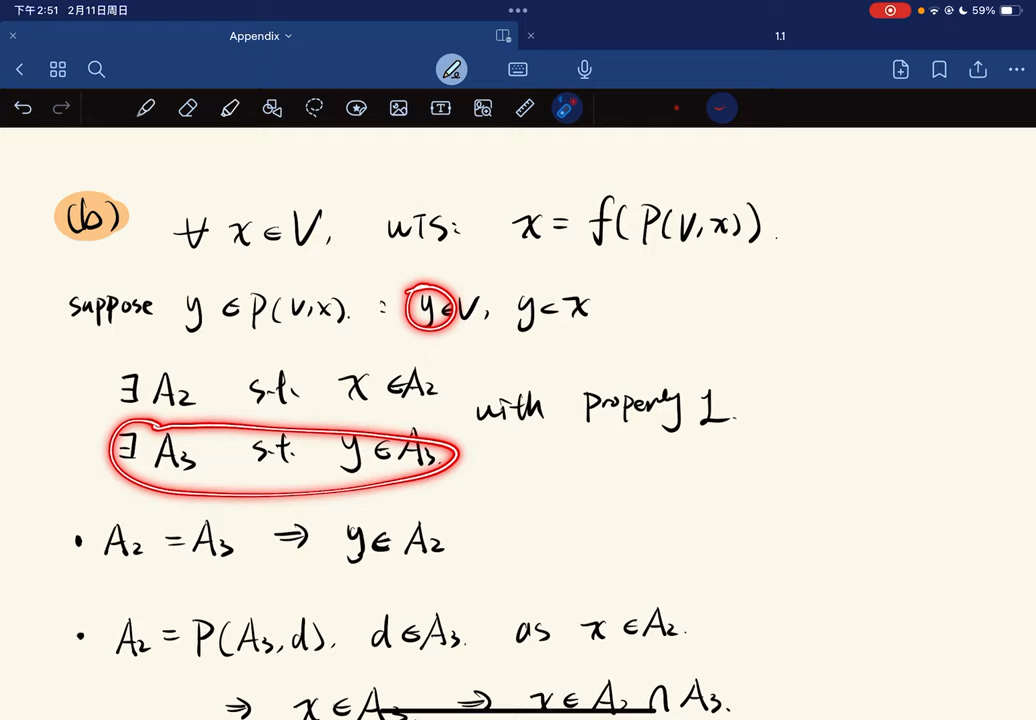 下午2:51 2月11日周日
59%
Appendix
1.1
(b) ∀ x ∈ V, WTS: x = f(P(V,x)).
suppose y ∈ P(V,x). : y ∈ V, y < x
∃ A₂ s.t. x ∈ A₂
with property 1.
∃ A₃ s.t. y ∈ A₃.
• A₂ = A₃ ⇒ y ∈ A₂
• A₂ = P(A₃,d). d ∈ A₃. as x ∈ A₂.
⇒ x ∈ A₃. ⇒ x ∈ A₂ ∩ A₃.